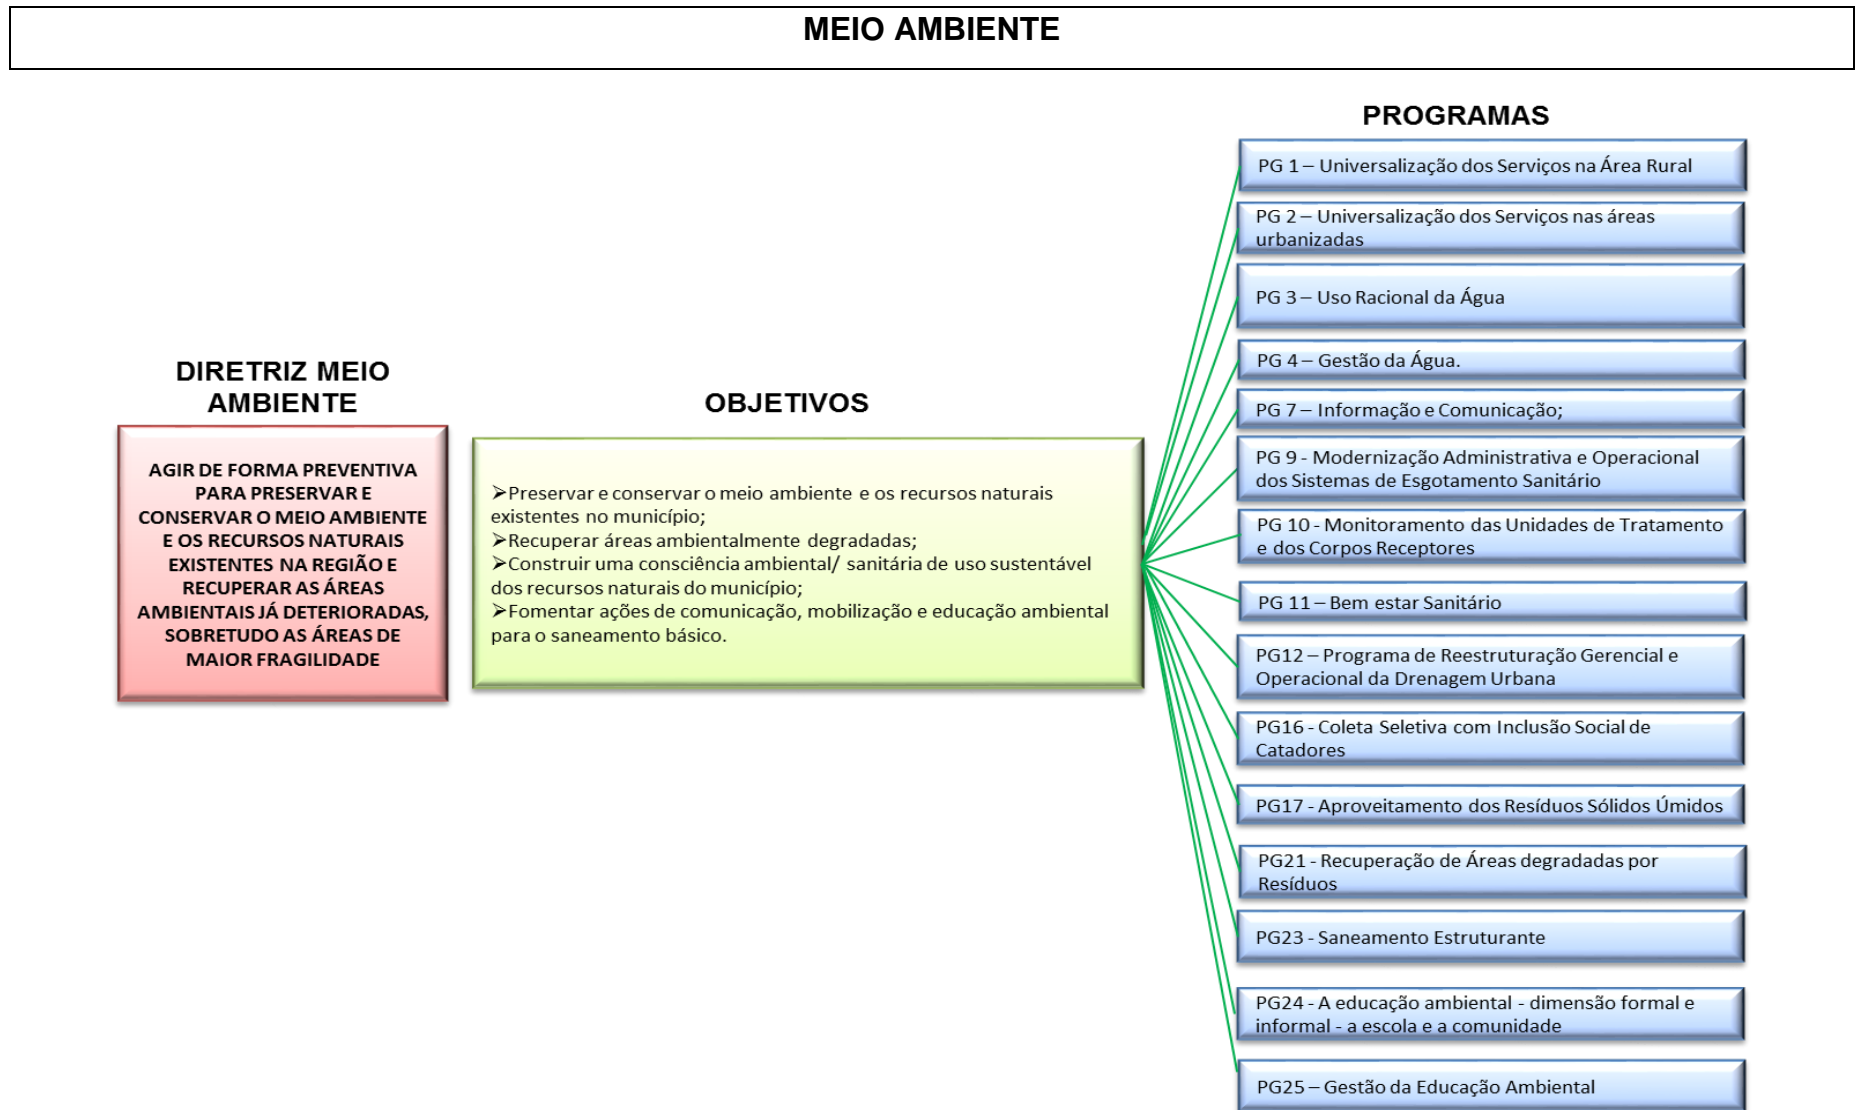 MEIO AMBIENTE
DIRETRIZ MEIO
AMBIENTE
AGIR DE FORMA PREVENTIVA
PARA PRESERVAR E
CONSERVAR O MEIO AMBIENTE
E OS RECURSOS NATURAIS
EXISTENTES NA REGIÃO E
RECUPERAR AS ÁREAS
AMBIENTAIS JÁ DETERIORADAS,
SOBRETUDO AS ÁREAS DE
MAIOR FRAGILIDADE
OBJETIVOS
➢Preservar e conservar o meio ambiente e os recursos naturais
existentes no município;
➢Recuperar áreas ambientalmente degradadas;
➢Construir uma consciência ambiental/ sanitária de uso sustentável
dos recursos naturais do município;
➢Fomentar ações de comunicação, mobilização e educação ambiental
para o saneamento básico.
PROGRAMAS
PG 1 – Universalização dos Serviços na Área Rural
PG 2 – Universalização dos Serviços nas áreas
urbanizadas
PG 3 – Uso Racional da Água
PG 4 – Gestão da Água.
PG 7 – Informação e Comunicação;
PG 9 - Modernização Administrativa e Operacional
dos Sistemas de Esgotamento Sanitário
PG 10 - Monitoramento das Unidades de Tratamento
e dos Corpos Receptores
PG 11 – Bem estar Sanitário
PG12 – Programa de Reestruturação Gerencial e
Operacional da Drenagem Urbana
PG16 - Coleta Seletiva com Inclusão Social de
Catadores
PG17 - Aproveitamento dos Resíduos Sólidos Úmidos
PG21 - Recuperação de Áreas degradadas por
Resíduos
PG23 - Saneamento Estruturante
PG24 - A educação ambiental - dimensão formal e
informal - a escola e a comunidade
PG25 – Gestão da Educação Ambiental